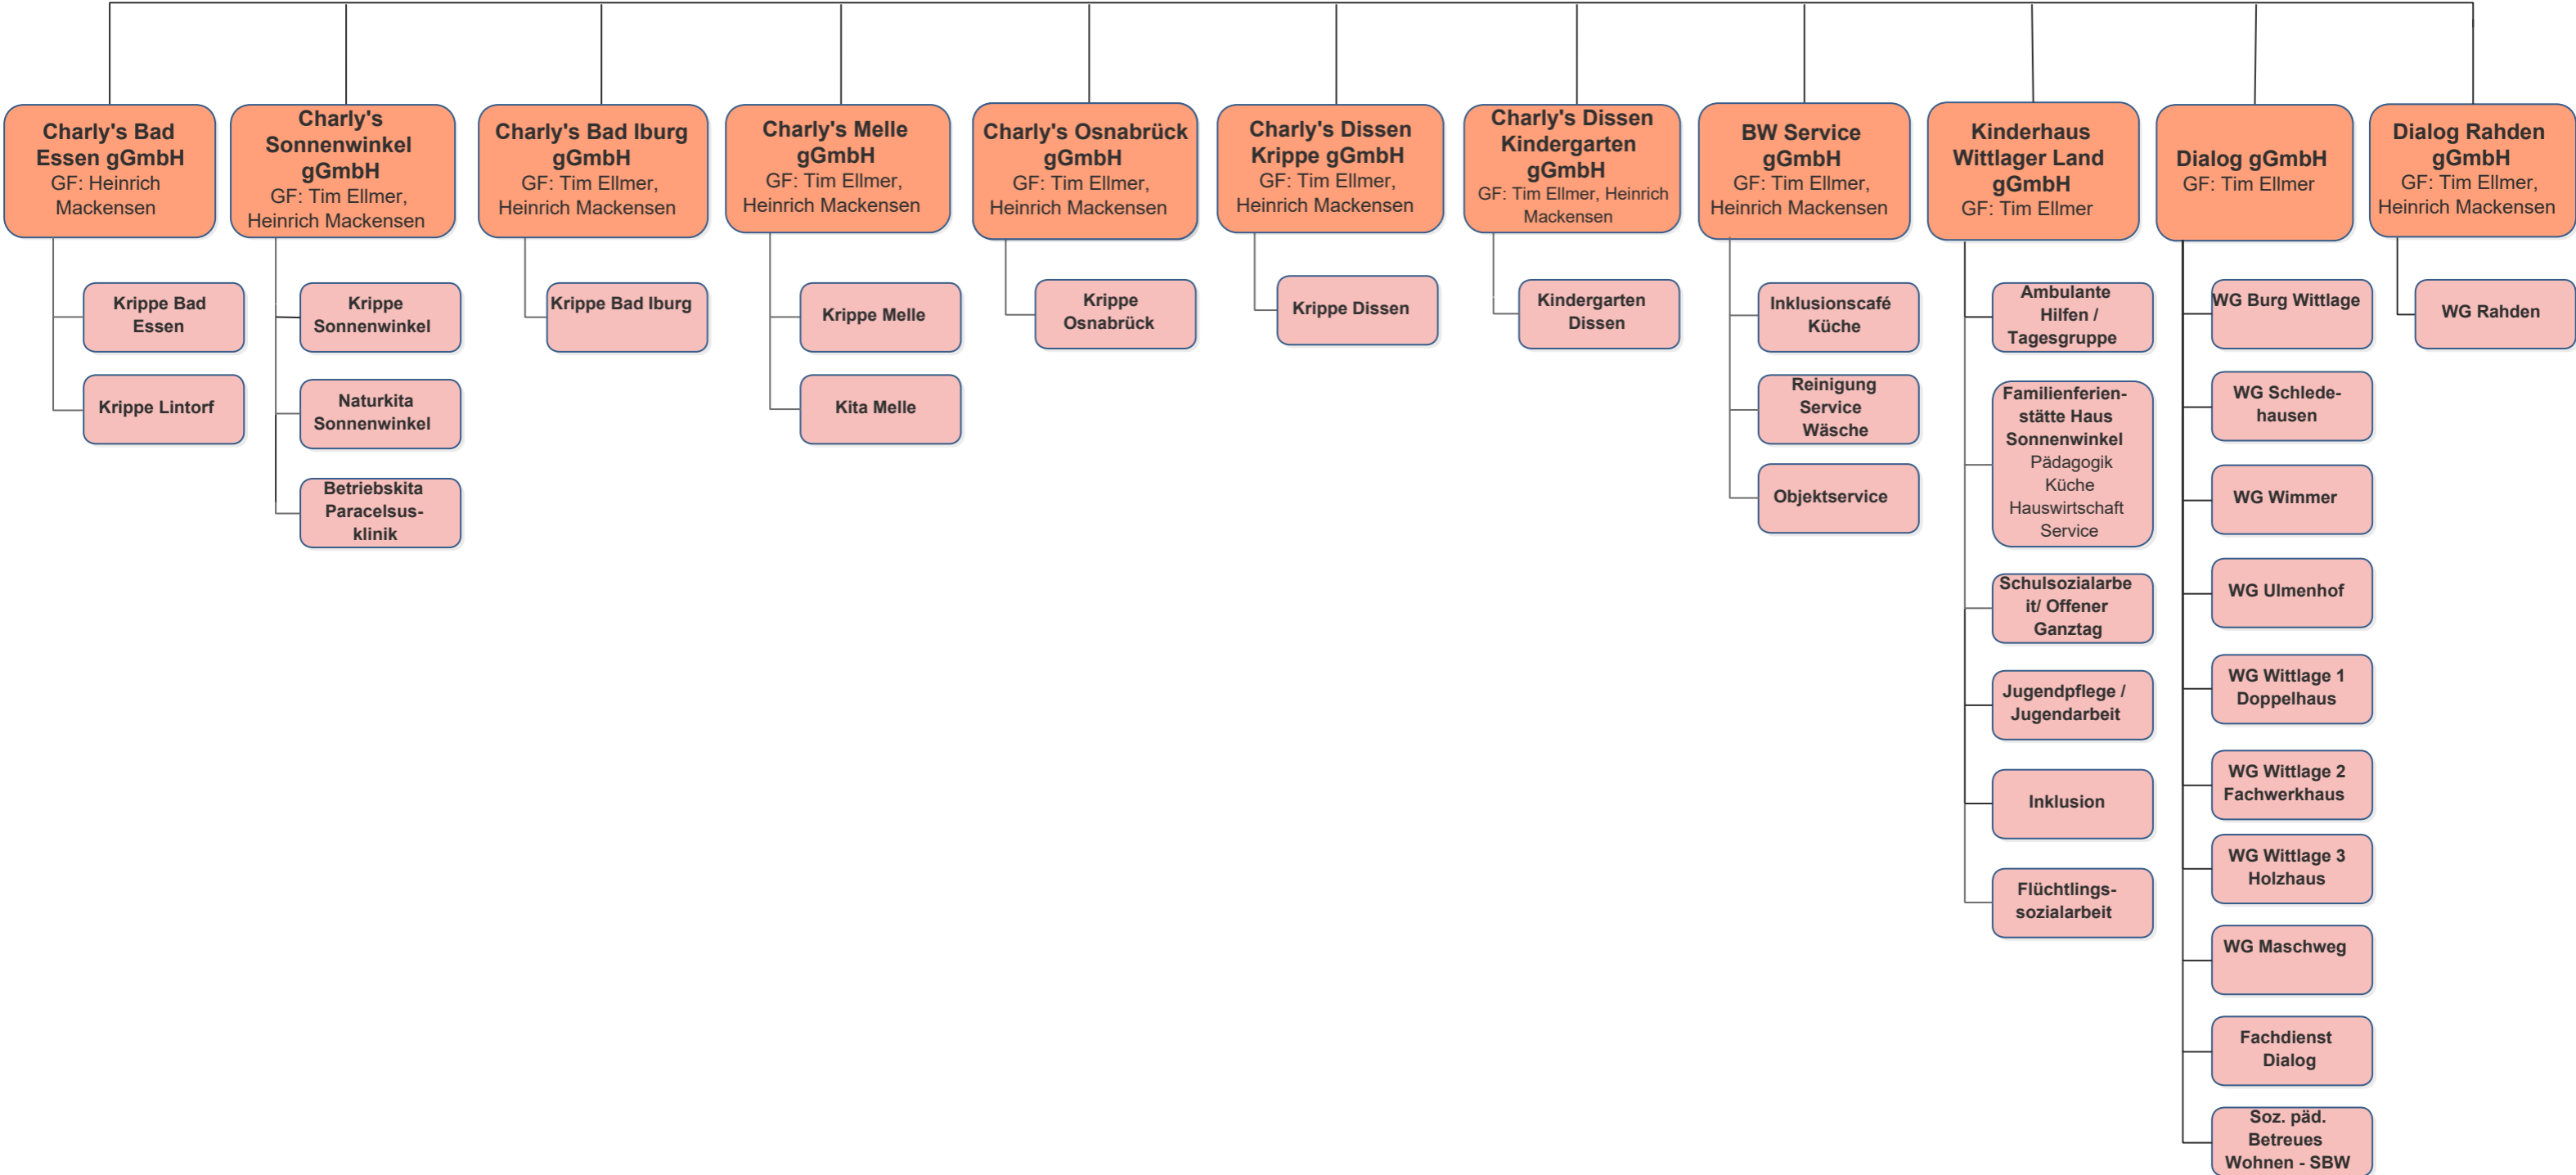 Charly's Bad
Essen gGmbH
GF: Heinrich
Mackensen
Krippe Bad
Essen
Krippe Lintorf
Charly's
Sonnenwinkel
gGmbH
GF: Tim Ellmer,
Heinrich Mackensen
Krippe
Sonnenwinkel
Naturkita
Sonnenwinkel
Betriebskita
Paracelsus-
klinik
Charly's Bad Iburg
gGmbH
GF: Tim Ellmer,
Heinrich Mackensen
Krippe Bad Iburg
Charly's Melle
gGmbH
GF: Tim Ellmer,
Heinrich Mackensen
Krippe Melle
Kita Melle
Charly's Osnabrück
gGmbH
GF: Tim Ellmer,
Heinrich Mackensen
Krippe
Osnabrück
Charly's Dissen
Krippe gGmbH
GF: Tim Ellmer,
Heinrich Mackensen
Krippe Dissen
Charly's Dissen
Kindergarten
gGmbH
GF: Tim Ellmer, Heinrich
Mackensen
Kindergarten
Dissen
BW Service
gGmbH
GF: Tim Ellmer,
Heinrich Mackensen
Inklusionscafé
Küche
Reinigung
Service
Wäsche
Objektservice
Kinderhaus
Wittlager Land
gGmbH
GF: Tim Ellmer
Ambulante
Hilfen /
Tagesgruppe
Familienferien-
stätte Haus
Sonnenwinkel
Pädagogik
Küche
Hauswirtschaft
Service
Schulsozialarbe
it/ Offener
Ganztag
Jugendpflege /
Jugendarbeit
Inklusion
Flüchtlings-
sozialarbeit
Dialog gGmbH
GF: Tim Ellmer
WG Burg Wittlage
WG Schlede-
hausen
WG Wimmer
WG Ulmenhof
WG Wittlage 1
Doppelhaus
WG Wittlage 2
Fachwerkhaus
WG Wittlage 3
Holzhaus
WG Maschweg
Fachdienst
Dialog
Soz. päd.
Betreues
Wohnen - SBW
Dialog Rahden
gGmbH
GF: Tim Ellmer,
Heinrich Mackensen
WG Rahden